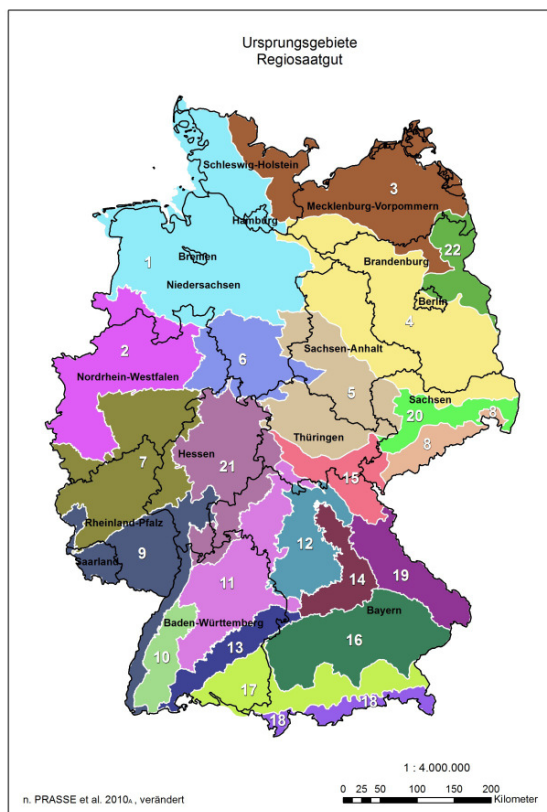 Ursprungsgebiete
Regiosaatgut
Schleswig-Holstein
3
Mecklenburg-Vorpommern
Hamburg
22
Bremen
Brandenburg
1
Niedersachsen
Berlin
4
2
6
Sachsen-Anhalt
Nordrhein-Westfalen
5
Sachsen
20
8
Thüringen
8
7
Hessen
21
15
Rheinland-Pfalz
12
9
Saarland
19
11
14
Bayern
Baden-Württemberg
16
10
13
17
18
18
1 : 4.000.000
0 25 50 100 150 200
Kilometer
n. PRASSE et al. 2010A , verändert